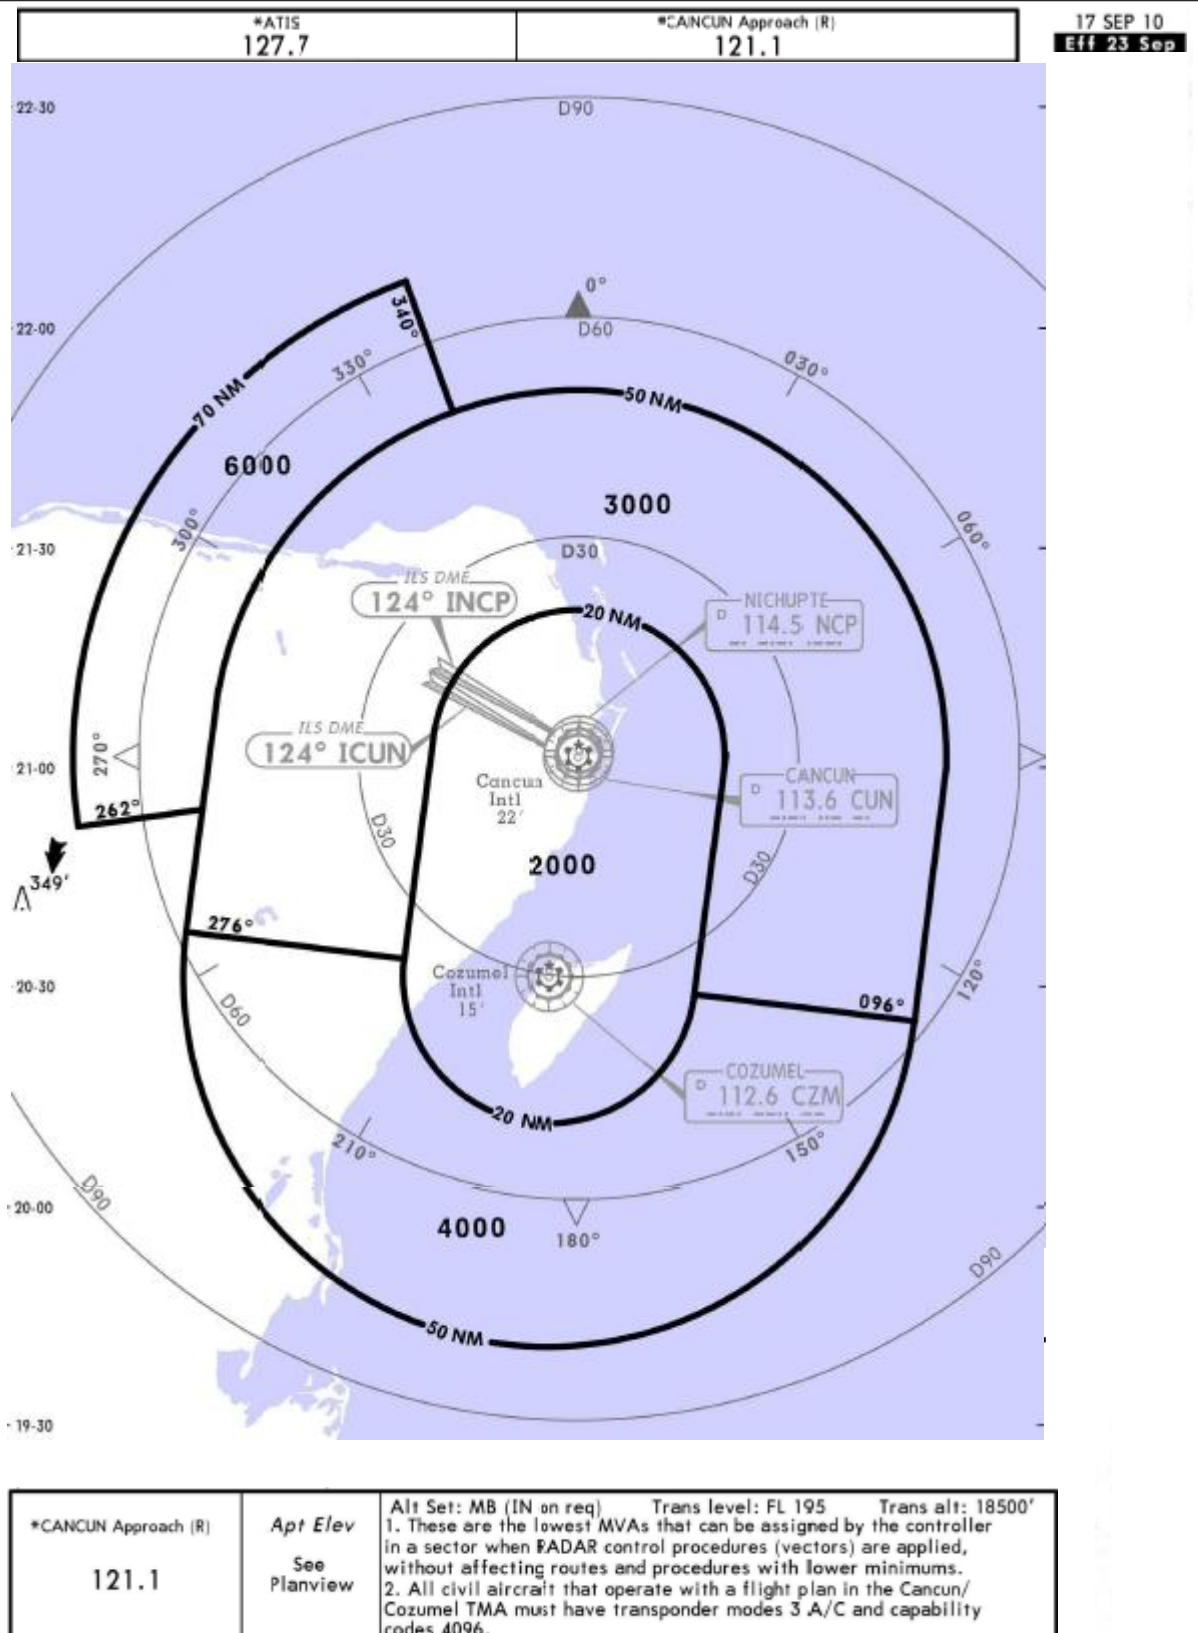 *ATIS
127.7
*CANCUN Approach (R)
121.1
17 SEP 10
Eff 23 Sep
22-30
D90
0°
340°
22-00
D60
330°
030°
70 NM
50 NM
6000
3000
300°
060°
21-30
D30
ILS DME
124° INCP
20 NM
NICHUPTE
D 114.5 NCP
ILS DME
124° ICUN
270°
21-00
Cancun
Intl
22'
CANCUN
D 113.6 CUN
262°
D30
D30
2000
349'
276°
Cozumel
Intl
15'
20-30
D60
096°
120°
COZUMEL
D 112.6 CZM
20 NM
210°
150°
D90
20-00
4000
180°
D90
50 NM
19-30
*CANCUN Approach (R)
121.1
Apt Elev
See
Planview
Alt Set: MB (IN on req) Trans level: FL 195 Trans alt: 18500'
1. These are the lowest MVAs that can be assigned by the controller
in a sector when RADAR control procedures (vectors) are applied,
without affecting routes and procedures with lower minimums.
2. All civil aircraft that operate with a flight plan in the Cancun/
Cozumel TMA must have transponder modes 3 A/C and capability
codes 4096.